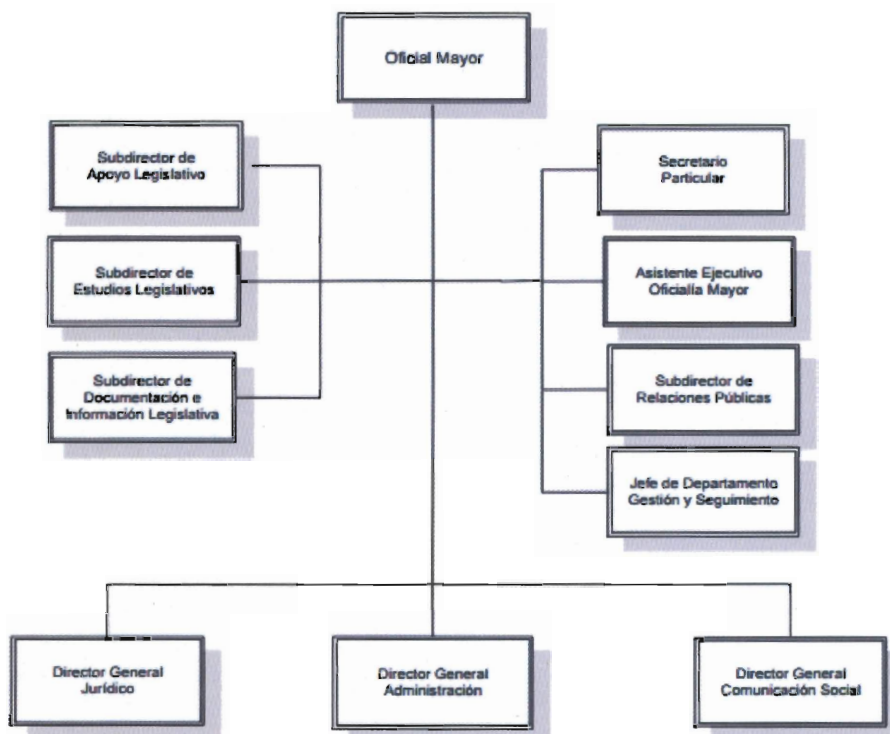 Oficial Mayor
Subdirector de
Apoyo Legislativo
Secretario
Particular
Subdirector de
Estudios Legislativos
Asistente Ejecutivo
Oficialía Mayor
Subdirector de
Documentación e
Información Legislativa
Subdirector de
Relaciones Públicas
Jefe de Departamento
Gestión y Seguimiento
Director General
Jurídico
Director General
Administración
Director General
Comunicación Social